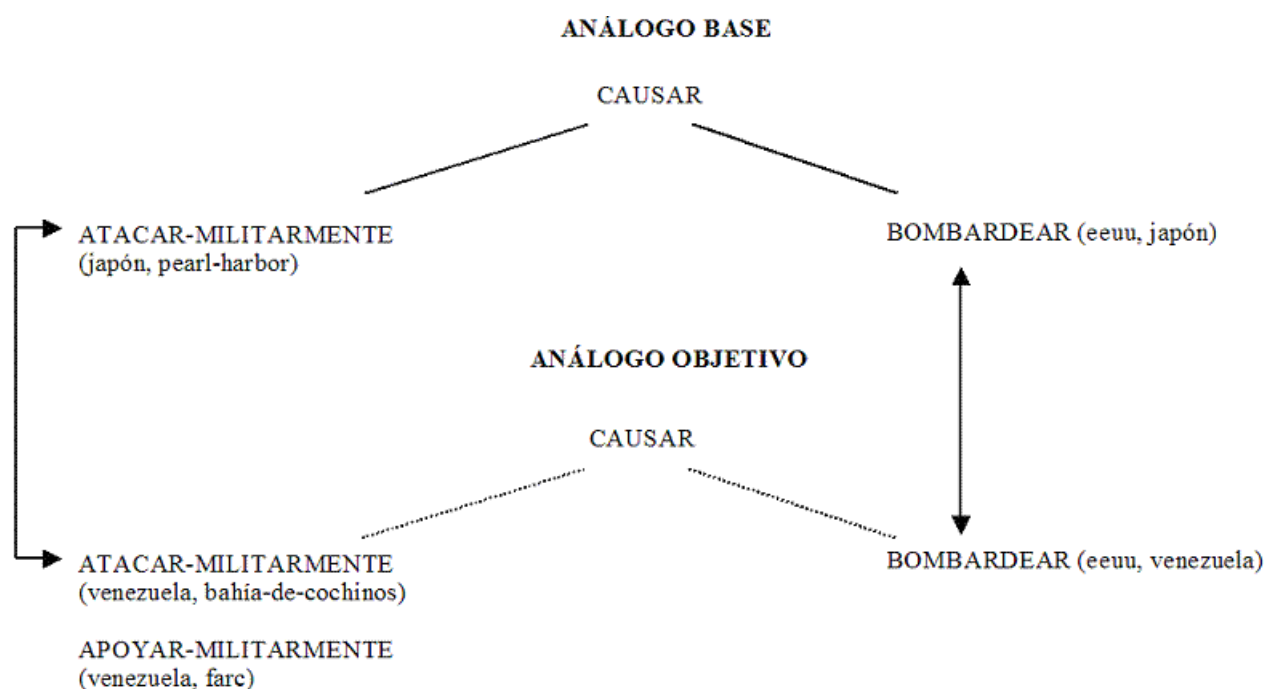 ANÁLOGO BASE
CAUSAR
ATACAR-MILITARMENTE
(japón, pearl-harbor)
BOMBARDEAR (eeuu, japón)
ANÁLOGO OBJETIVO
CAUSAR
ATACAR-MILITARMENTE
(venezuela, bahía-de-cochinos)
BOMBARDEAR (eeuu, venezuela)
APOYAR-MILITARMENTE
(venezuela, farc)